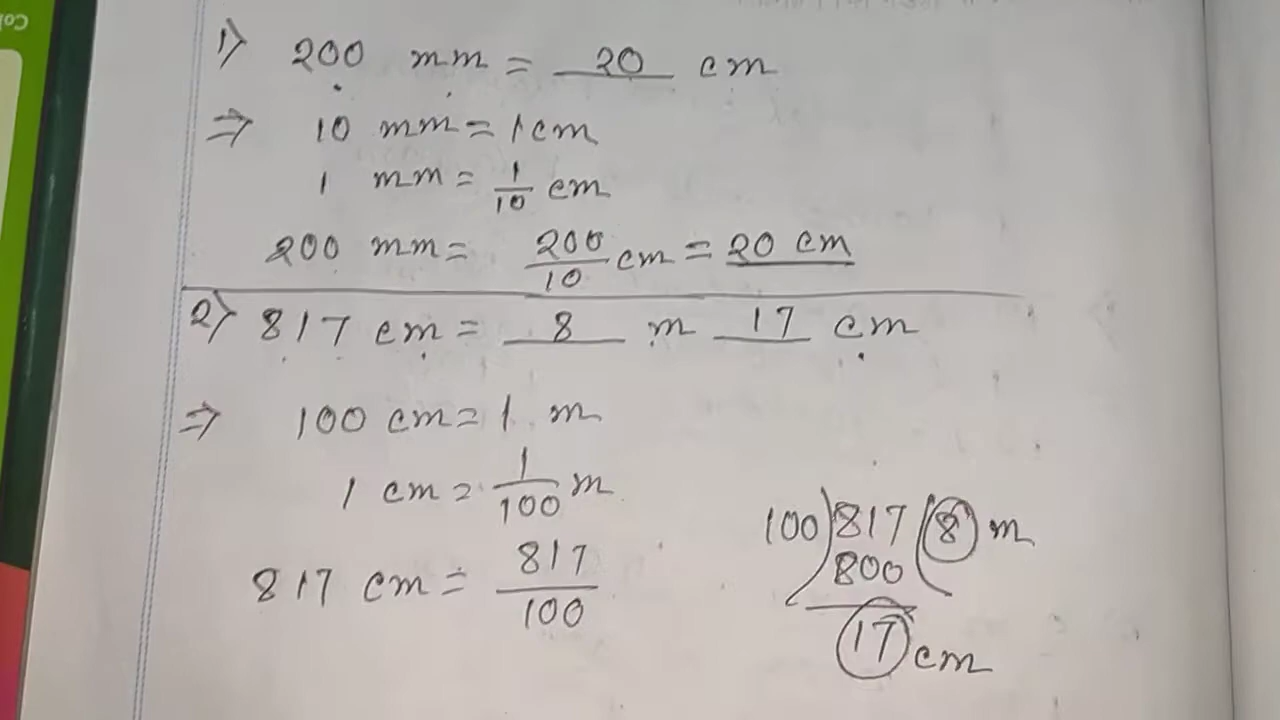 1) 200 mm = 20 cm
⇒ 10 mm = 1 cm
1 mm = 1/10 cm
200 mm = 200/10 cm = 20 cm
2) 817 cm = 8 m 17 cm
⇒ 100 cm = 1 m
1 cm = 1/100 m
817 cm = 817/100
100)817(8 m
800
17 cm